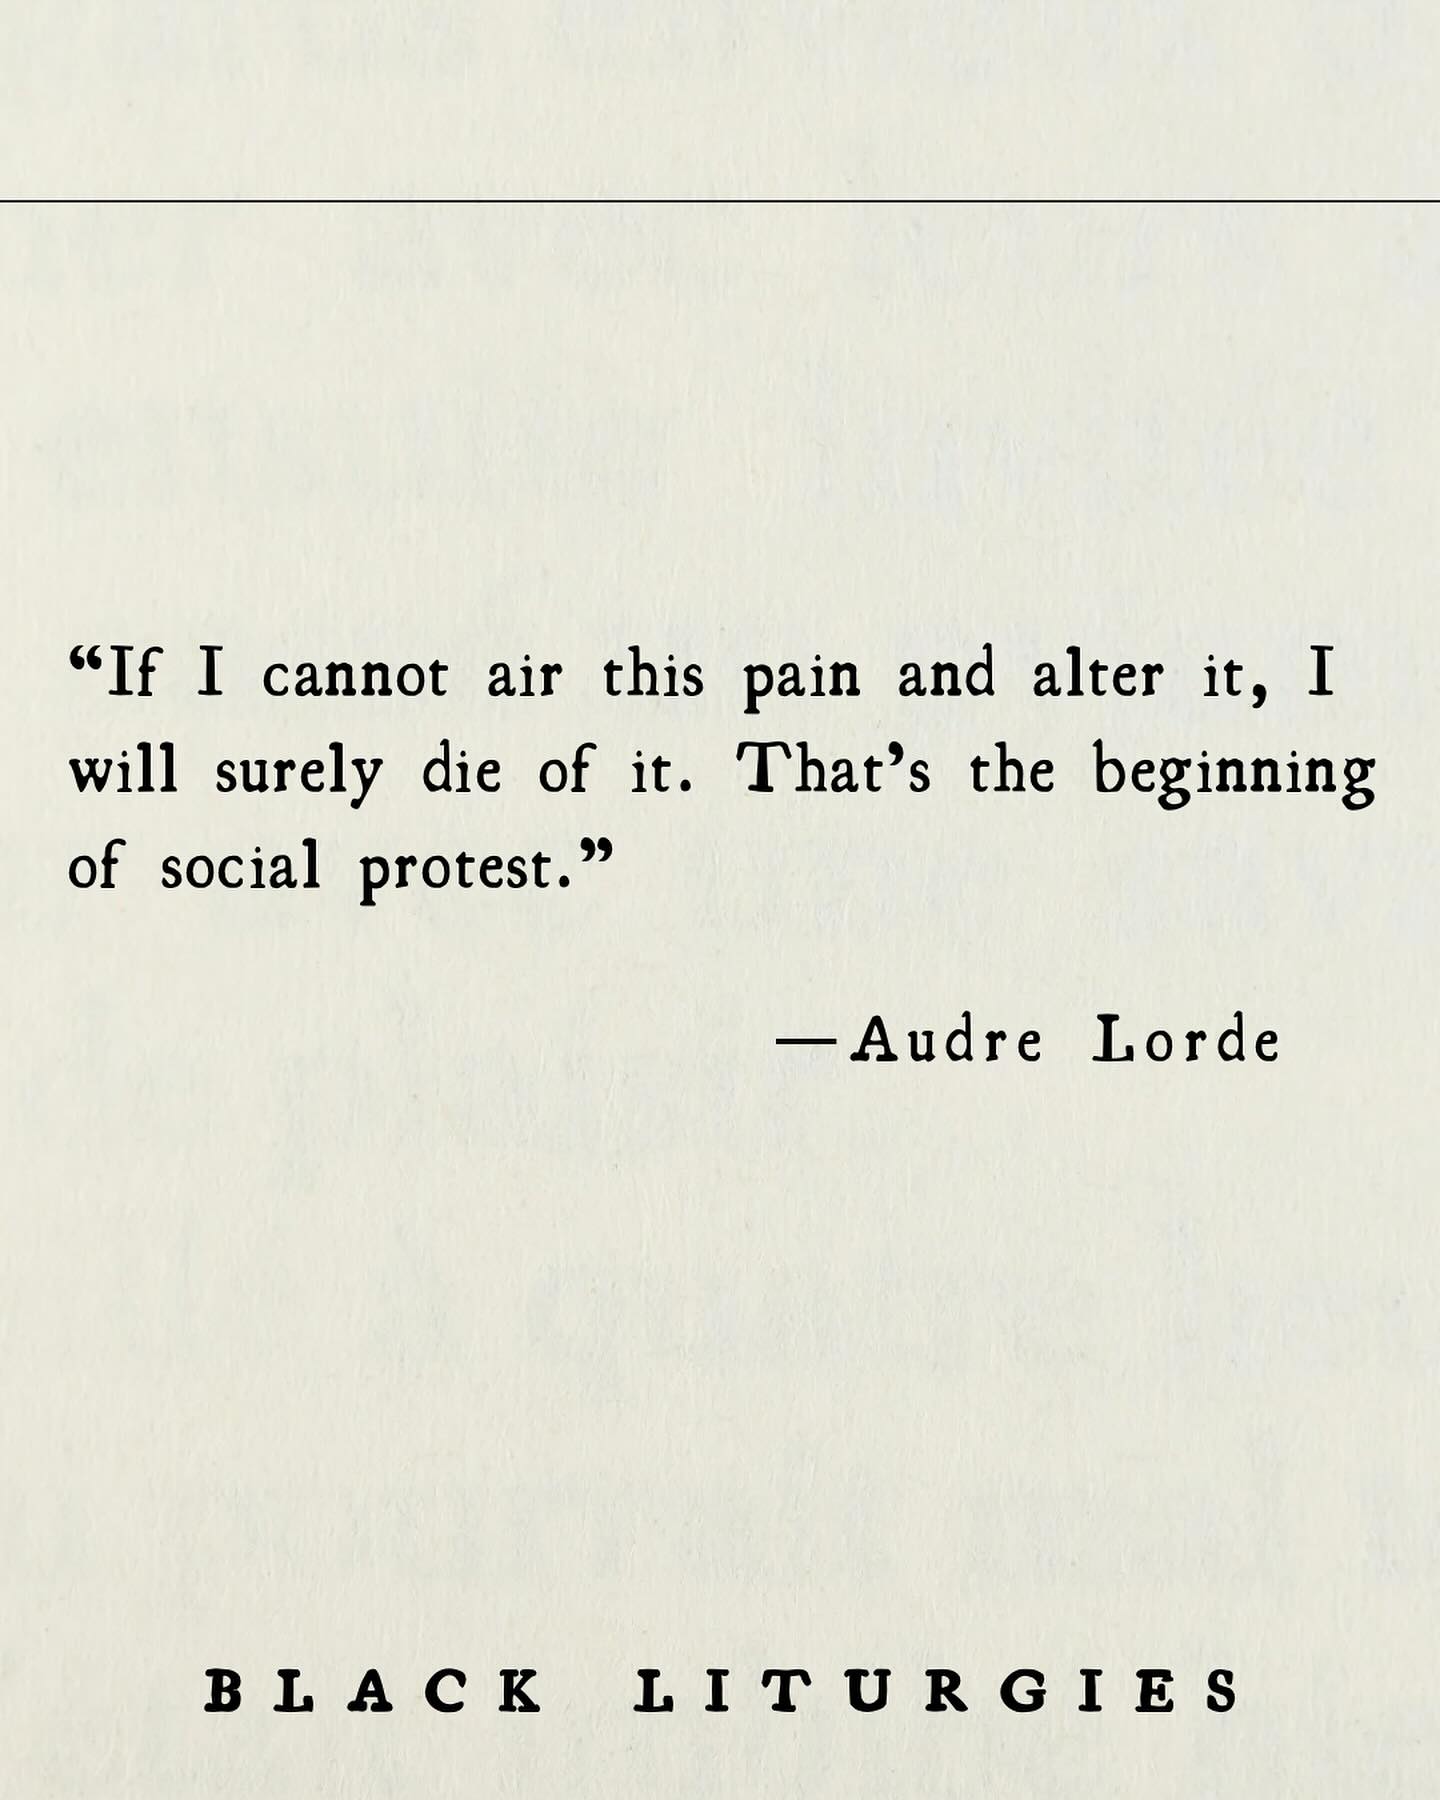 “If I cannot air this pain and alter it, I
will surely die of it. That’s the beginning
of social protest.”
—Audre Lorde
BLACK LITURGIES